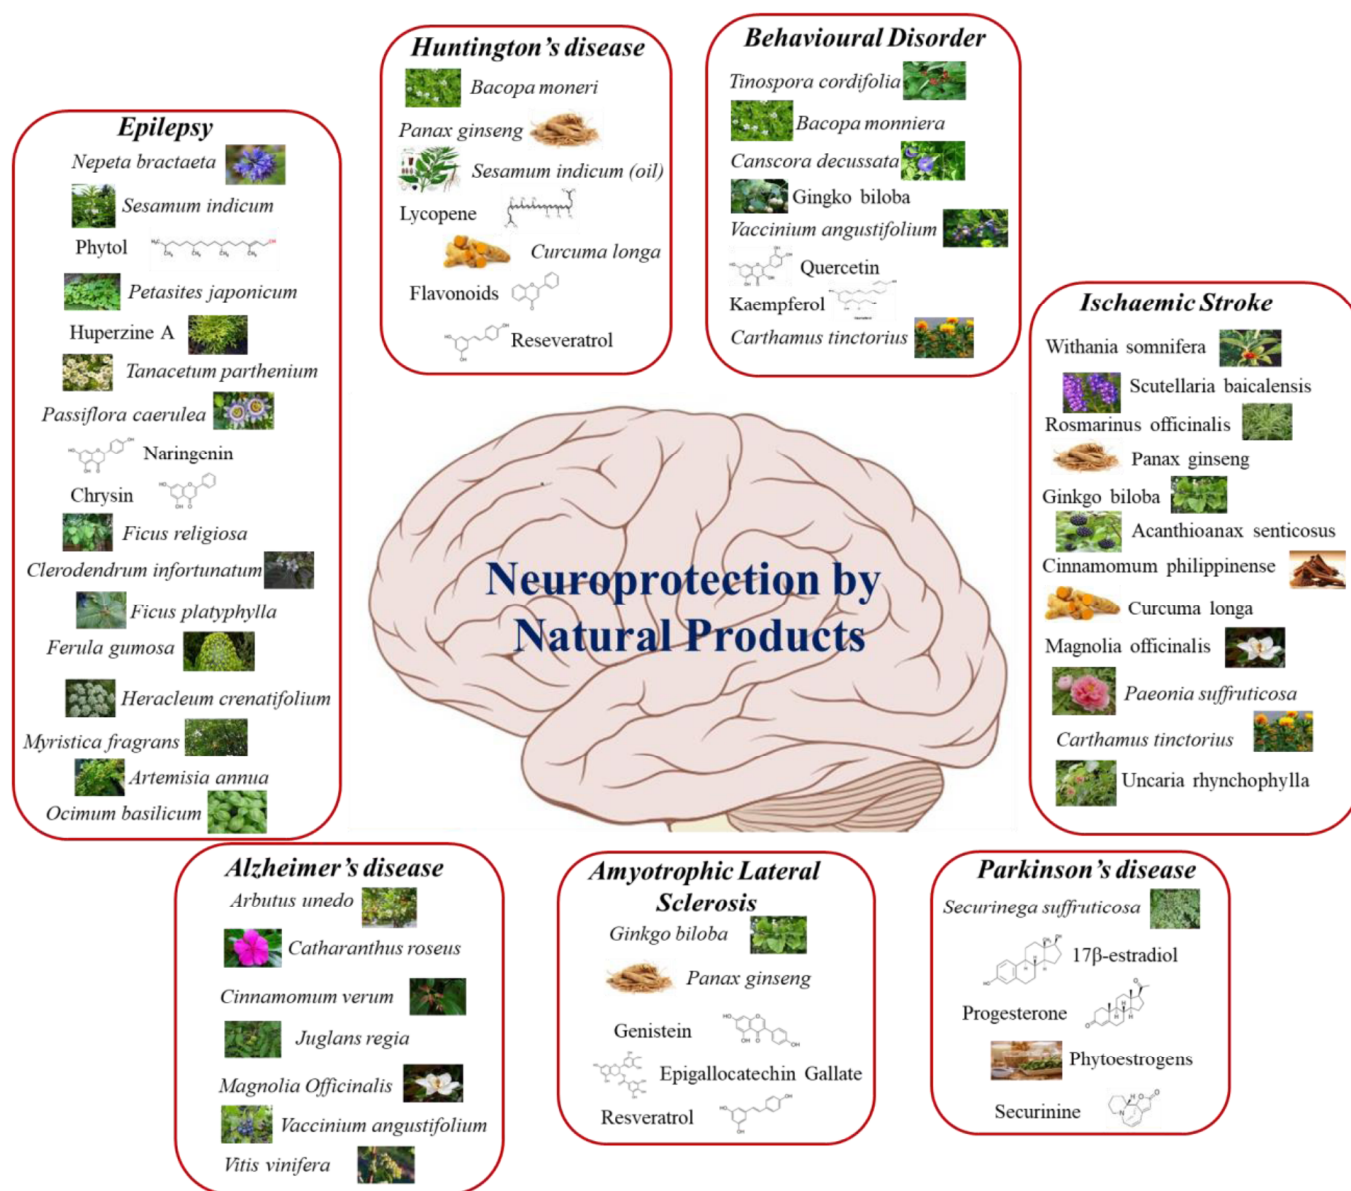 Huntington's disease
Bacopa moneri
Panax ginseng
Sesamum indicum (oil)
Lycopene
Curcuma longa
Flavonoids
Reseveratrol
Behavioural Disorder
Tinospora cordifolia
Bacopa monniera
Canscora decussata
Gingko biloba
Vaccinium angustifolium
Quercetin
Kaempferol
Carthamus tinctorius
Epilepsy
Nepeta bractaeta
Sesamum indicum
Phytol
Petasites japonicum
Huperzine A
Tanacetum parthenium
Passiflora caerulea
Naringenin
Chrysin
Ficus religiosa
Clerodendrum infortunatum
Ficus platyphylla
Ferula gumosa
Heracleum crenatifolium
Myristica fragrans
Artemisia annua
Ocimum basilicum
Neuroprotection by
Natural Products
Ischaemic Stroke
Withania somnifera
Scutellaria baicalensis
Rosmarinus officinalis
Panax ginseng
Ginkgo biloba
Acanthioanax senticosus
Cinnamomum philippinense
Curcuma longa
Magnolia officinalis
Paeonia suffruticosa
Carthamus tinctorius
Uncaria rhynchophylla
Alzheimer's disease
Arbutus unedo
Catharanthus roseus
Cinnamomum verum
Juglans regia
Magnolia Officinalis
Vaccinium angustifolium
Vitis vinifera
Amyotrophic Lateral
Sclerosis
Ginkgo biloba
Panax ginseng
Genistein
Epigallocatechin Gallate
Resveratrol
Parkinson's disease
Securinega suffruticosa
17β-estradiol
Progesterone
Phytoestrogens
Securinine